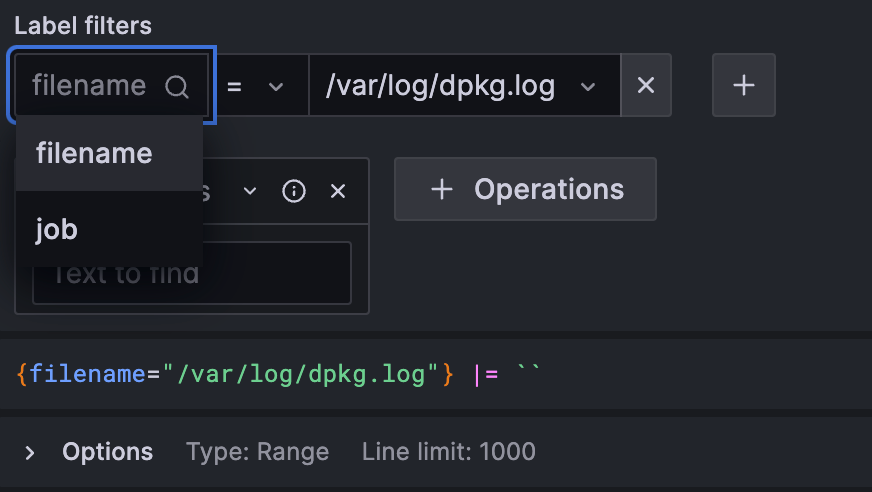 Label filters
filename = /var/log/dpkg.log
filename
Operations
job
Text to find
{filename="/var/log/dpkg.log"} |= ``
Options Type: Range Line limit: 1000